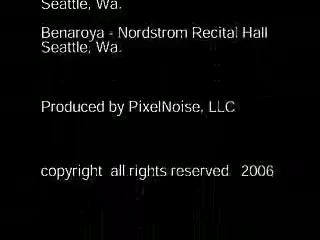 Seattle, Wa.
Benaroya - Nordstrom Recital Hall
Seattle, Wa.
Produced by PixelNoise, LLC
copyright  all rights reserved   2006